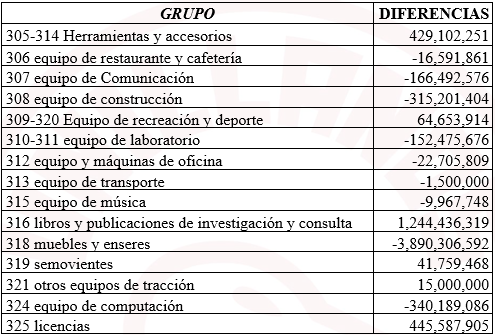 GRUPO DIFERENCIAS
305-314 Herramientas y accesorios 429,102,251
306 equipo de restaurante y cafetería -16,591,861
307 equipo de Comunicación -166,492,576
308 equipo de construcción -315,201,404
309-320 Equipo de recreación y deporte 64,653,914
310-311 equipo de laboratorio -152,475,676
312 equipo y máquinas de oficina -22,705,809
313 equipo de transporte -1,500,000
315 equipo de música -9,967,748
316 libros y publicaciones de investigación y consulta 1,244,436,319
318 muebles y enseres -3,890,306,592
319 semovientes 41,759,468
321 otros equipos de tracción 15,000,000
324 equipo de computación -340,189,086
325 licencias 445,587,905